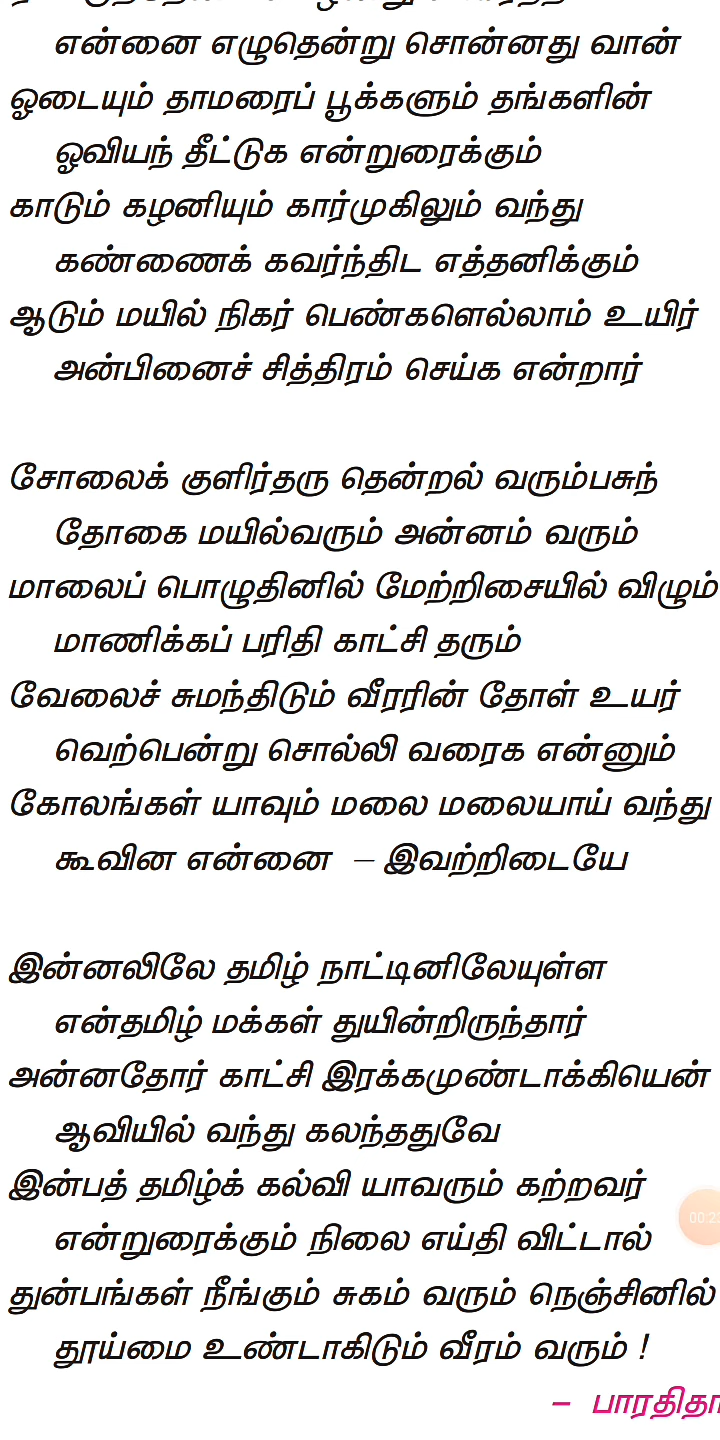 என்னை எழுதென்று சொன்னது வான்
ஓடையும் தாமரைப் பூக்களும் தங்களின்
ஓவியந் தீட்டுக என்றுரைக்கும்
காடும் கழனியும் கார்முகிலும் வந்து
கண்ணைக் கவர்ந்திட எத்தனிக்கும்
ஆடும் மயில் நிகர் பெண்களெல்லாம் உயிர்
அன்பினைச் சித்திரம் செய்க என்றார்
சோலைக் குளிர்தரு தென்றல் வரும்பசுந்
தோகை மயில்வரும் அன்னம் வரும்
மாலைப் பொழுதினில் மேற்றிசையில் விழும்
மாணிக்கப் பரிதி காட்சி தரும்
வேலைச் சுமந்திடும் வீரரின் தோள் உயர்
வெற்பென்று சொல்லி வரைக என்னும்
கோலங்கள் யாவும் மலை மலையாய் வந்து
கூவின என்னை – இவற்றிடையே
இன்னலிலே தமிழ் நாட்டினிலேயுள்ள
என்தமிழ் மக்கள் துயின்றிருந்தார்
அன்னதோர் காட்சி இரக்கமுண்டாக்கியென்
ஆவியில் வந்து கலந்ததுவே
இன்பத் தமிழ்க் கல்வி யாவரும் கற்றவர்
என்றுரைக்கும் நிலை எய்தி விட்டால்
துன்பங்கள் நீங்கும் சுகம் வரும் நெஞ்சினில்
தூய்மை உண்டாகிடும் வீரம் வரும் !
–